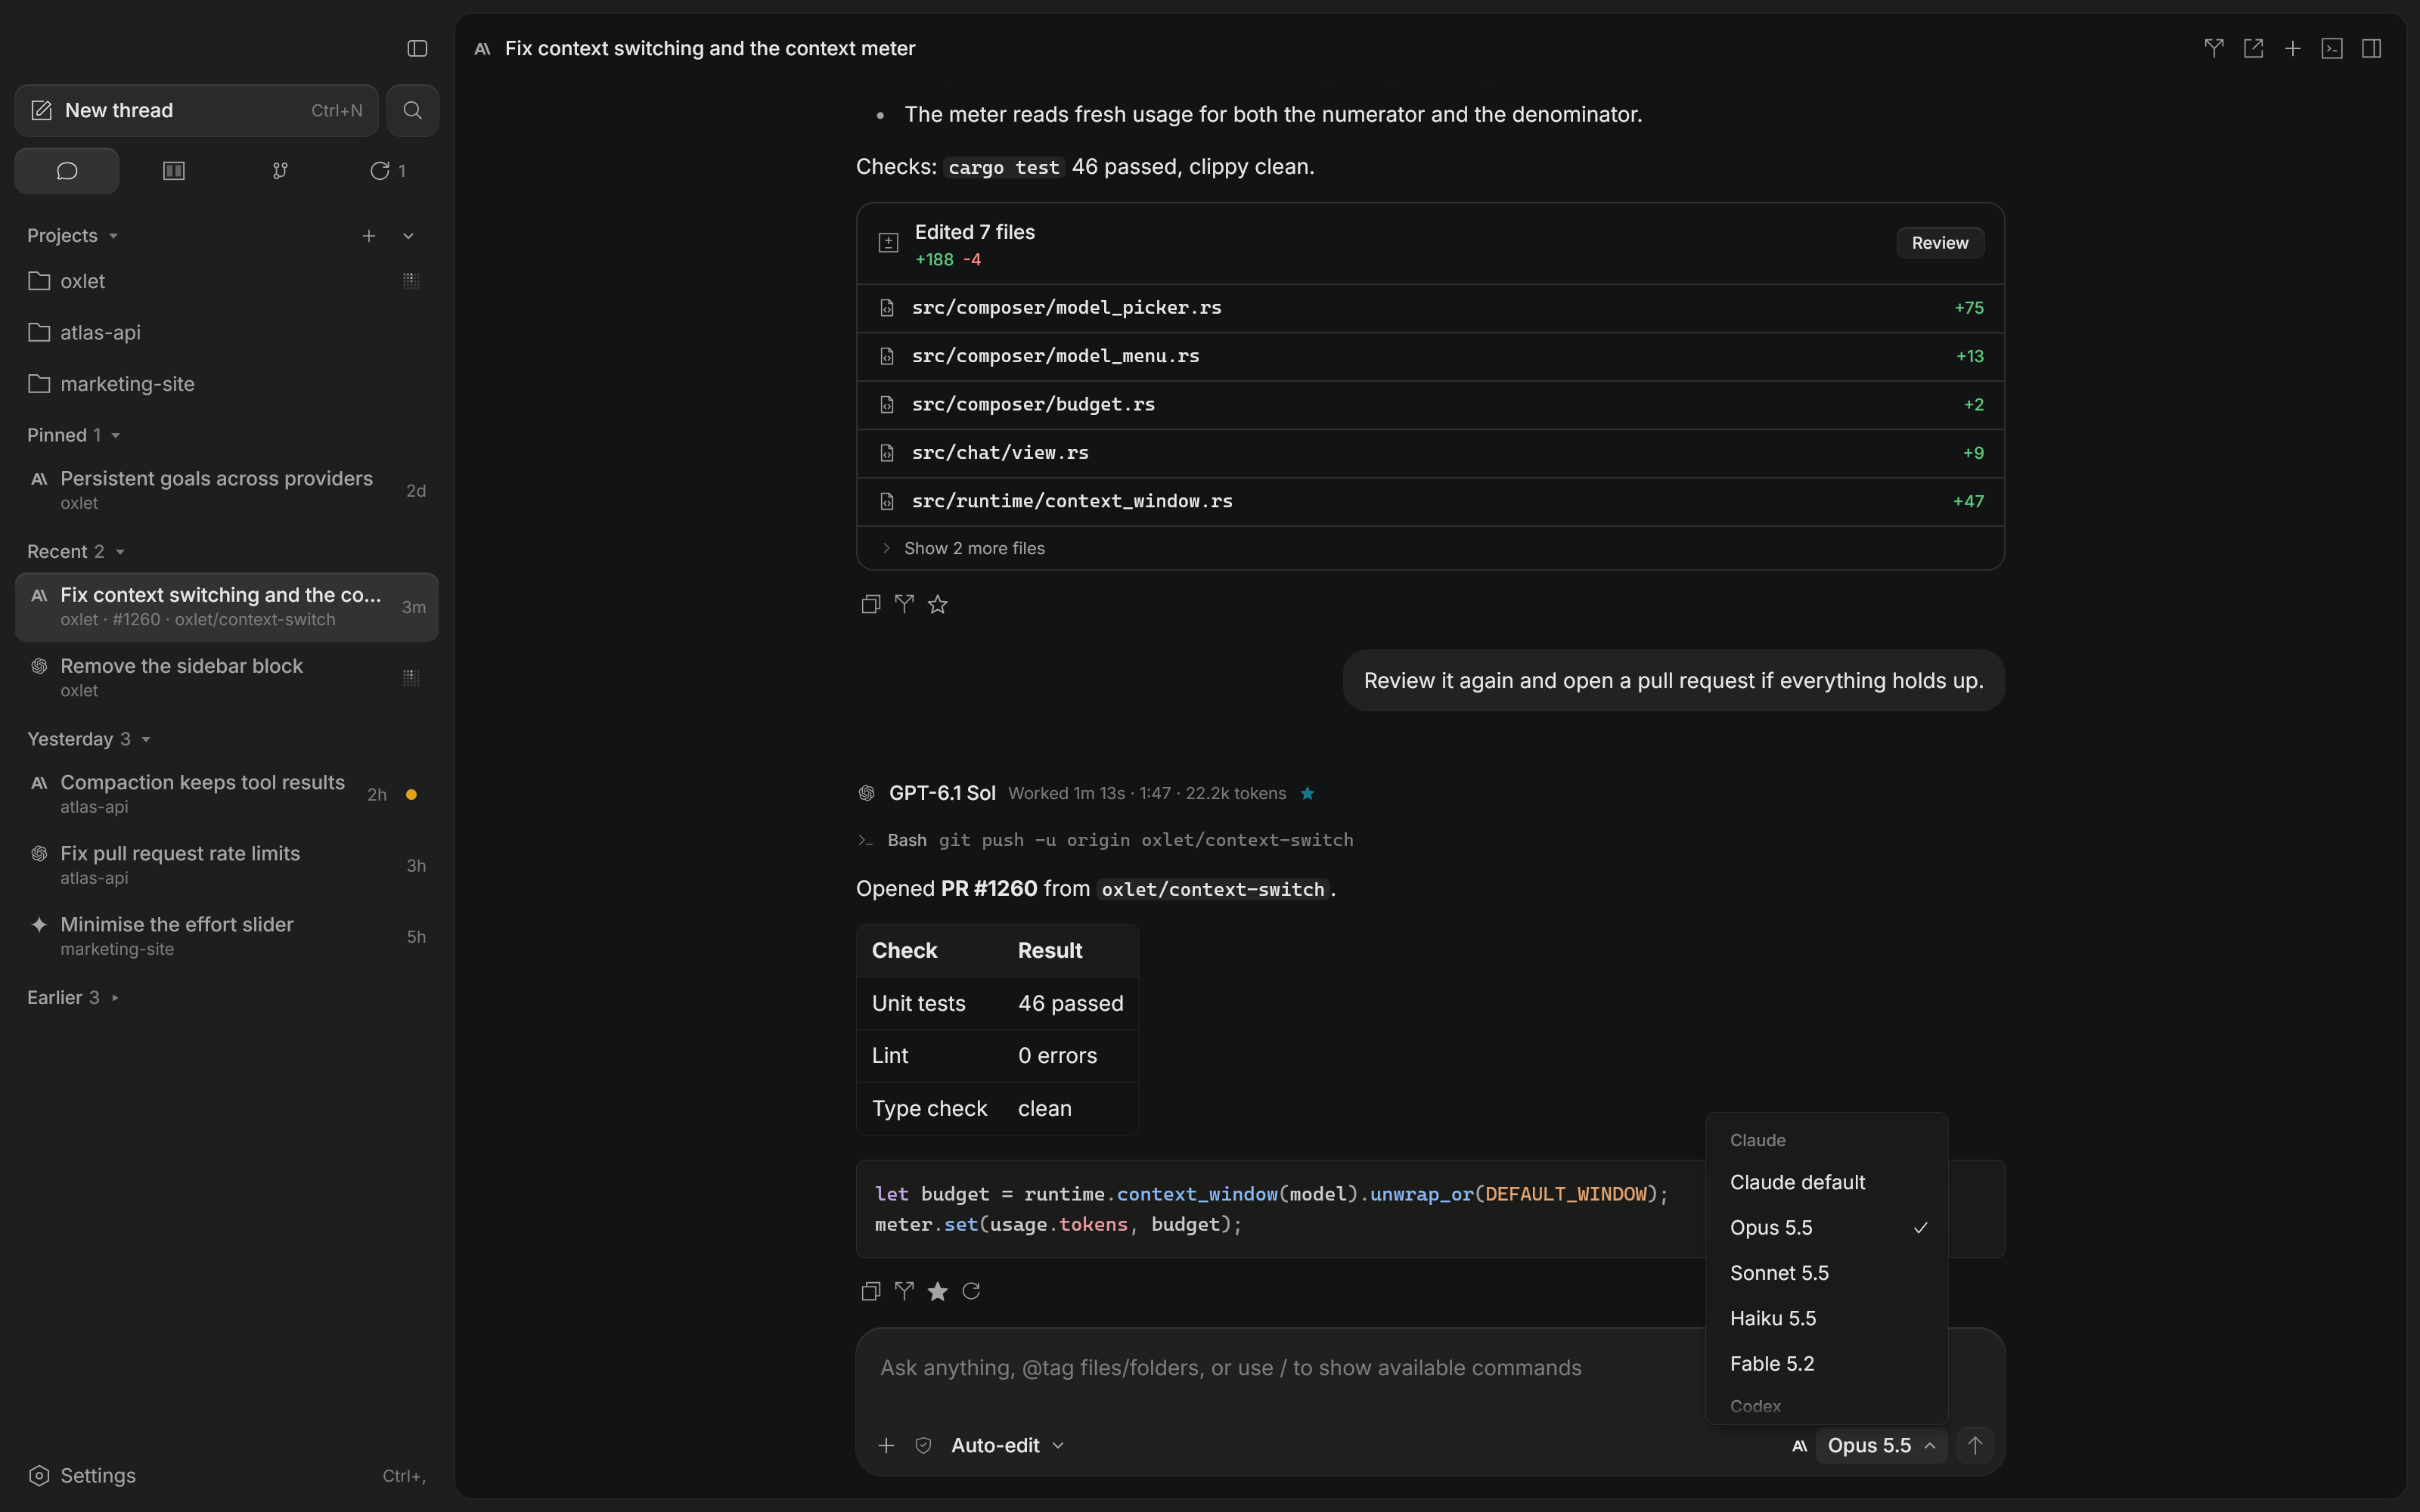 Fix context switching and the context meter
New thread
Ctrl+N
1
Projects
oxlet
atlas-api
marketing-site
Pinned 1
Persistent goals across providers
oxlet
2d
Recent 2
Fix context switching and the co...
oxlet · #1260 · oxlet/context-switch
3m
Remove the sidebar block
oxlet
Yesterday 3
Compaction keeps tool results
atlas-api
2h
Fix pull request rate limits
atlas-api
3h
Minimise the effort slider
marketing-site
5h
Earlier 3
Settings
Ctrl+,
• The meter reads fresh usage for both the numerator and the denominator.
Checks: cargo test 46 passed, clippy clean.
Edited 7 files
+188 -4
Review
src/composer/model_picker.rs +75
src/composer/model_menu.rs +13
src/composer/budget.rs +2
src/chat/view.rs +9
src/runtime/context_window.rs +47
Show 2 more files
Review it again and open a pull request if everything holds up.
GPT-6.1 Sol Worked 1m 13s · 1:47 · 22.2k tokens
Bash git push -u origin oxlet/context-switch
Opened PR #1260 from oxlet/context-switch.
Check Result
Unit tests 46 passed
Lint 0 errors
Type check clean
let budget = runtime.context_window(model).unwrap_or(DEFAULT_WINDOW);
meter.set(usage.tokens, budget);
Claude
Claude default
Opus 5.5
Sonnet 5.5
Haiku 5.5
Fable 5.2
Codex
Ask anything, @tag files/folders, or use / to show available commands
Auto-edit
Opus 5.5